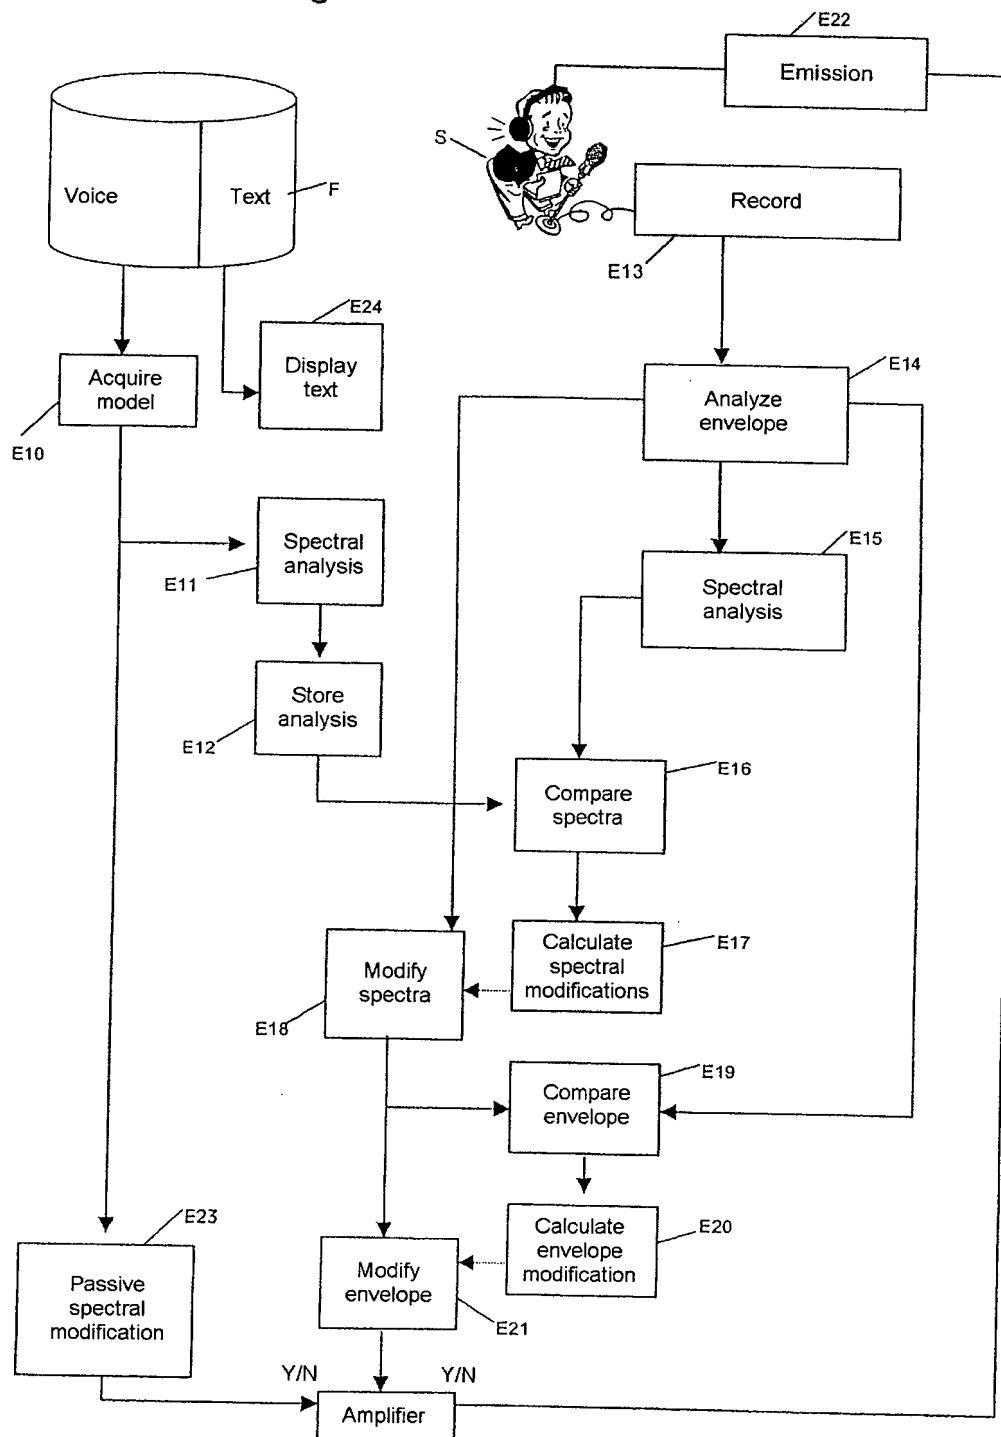 E22
Emission
S
Voice
Text
F
Record
E13
E24
Display
text
Acquire
model
E10
E14
Analyze
envelope
Spectral
analysis
E11
E15
Spectral
analysis
Store
analysis
E12
E16
Compare
spectra
Modify
spectra
E18
Calculate
spectral
modifications
E17
E19
Compare
envelope
E23
Passive
spectral
modification
Modify
envelope
E21
Calculate
envelope
modification
E20
Y/N
Y/N
Amplifier